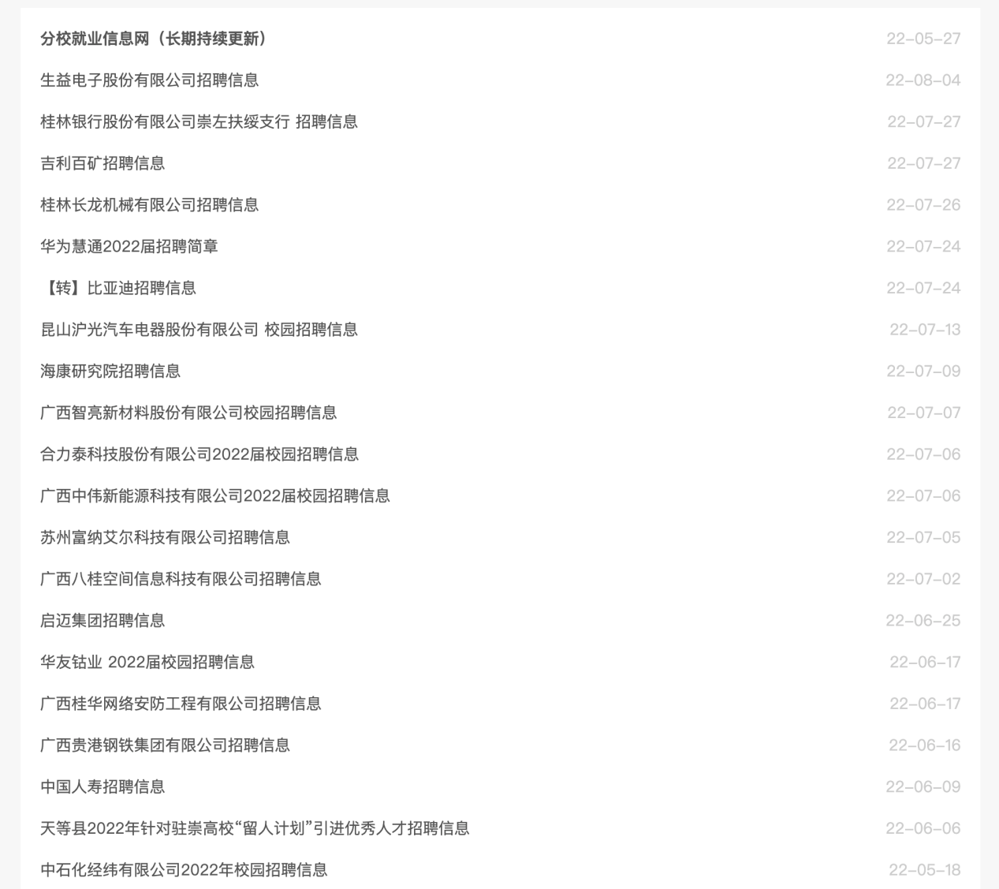 分校就业信息网（长期持续更新） 22-05-27
生益电子股份有限公司招聘信息 22-08-04
桂林银行股份有限公司崇左扶绥支行 招聘信息 22-07-27
吉利百矿招聘信息 22-07-27
桂林长龙机械有限公司招聘信息 22-07-26
华为慧通2022届招聘简章 22-07-24
【转】比亚迪招聘信息 22-07-24
昆山沪光汽车电器股份有限公司 校园招聘信息 22-07-13
海康研究院招聘信息 22-07-09
广西智亮新材料股份有限公司校园招聘信息 22-07-07
合力泰科技股份有限公司2022届校园招聘信息 22-07-06
广西中伟新能源科技有限公司2022届校园招聘信息 22-07-06
苏州富纳艾尔科技有限公司招聘信息 22-07-05
广西八桂空间信息科技有限公司招聘信息 22-07-02
启迈集团招聘信息 22-06-25
华友钴业 2022届校园招聘信息 22-06-17
广西桂华网络安防工程有限公司招聘信息 22-06-17
广西贵港钢铁集团有限公司招聘信息 22-06-16
中国人寿招聘信息 22-06-09
天等县2022年针对驻崇高校“留人计划”引进优秀人才招聘信息 22-06-06
中石化经纬有限公司2022年校园招聘信息 22-05-18